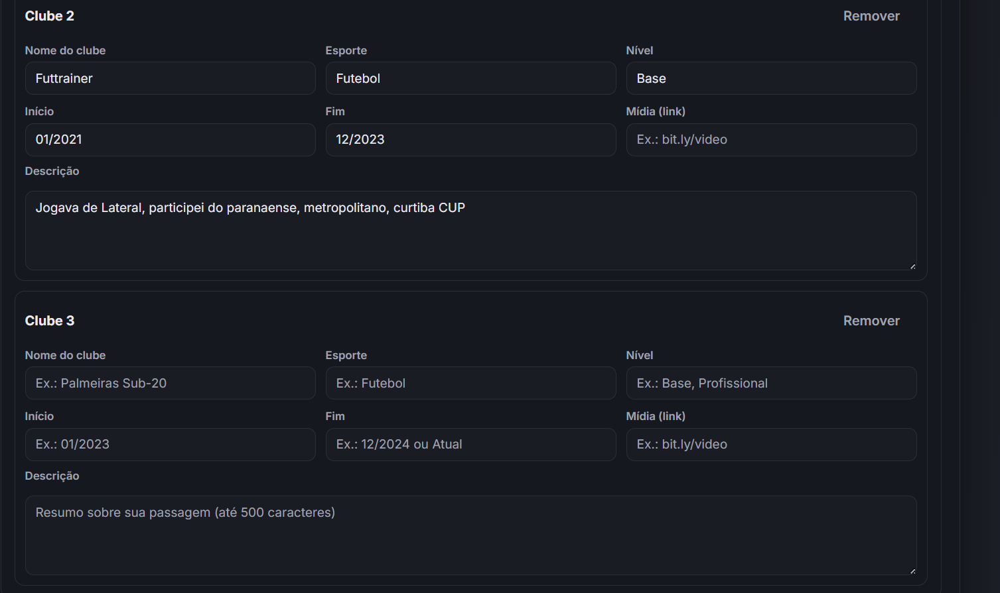 Clube 2 Remover
Nome do clube Esporte Nível
Futtrainer Futebol Base
Início Fim Mídia (link)
01/2021 12/2023 Ex.: bit.ly/video
Descrição
Jogava de Lateral, participei do paranaense, metropolitano, curtiba CUP
Clube 3 Remover
Nome do clube Esporte Nível
Ex.: Palmeiras Sub-20 Ex.: Futebol Ex.: Base, Profissional
Início Fim Mídia (link)
Ex.: 01/2023 Ex.: 12/2024 ou Atual Ex.: bit.ly/video
Descrição
Resumo sobre sua passagem (até 500 caracteres)